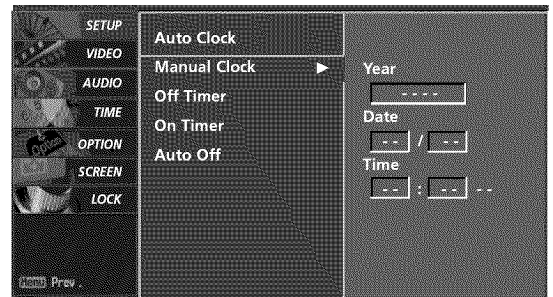 SETUP
VIDEO
AUDIO
TIME
OPTION
SCREEN
LOCK
Menu Prev.
Auto Clock
Manual Clock ▶
Off Timer
On Timer
Auto Off
Year
- - - -
Date
- - / - -
Time
- - : - - - -